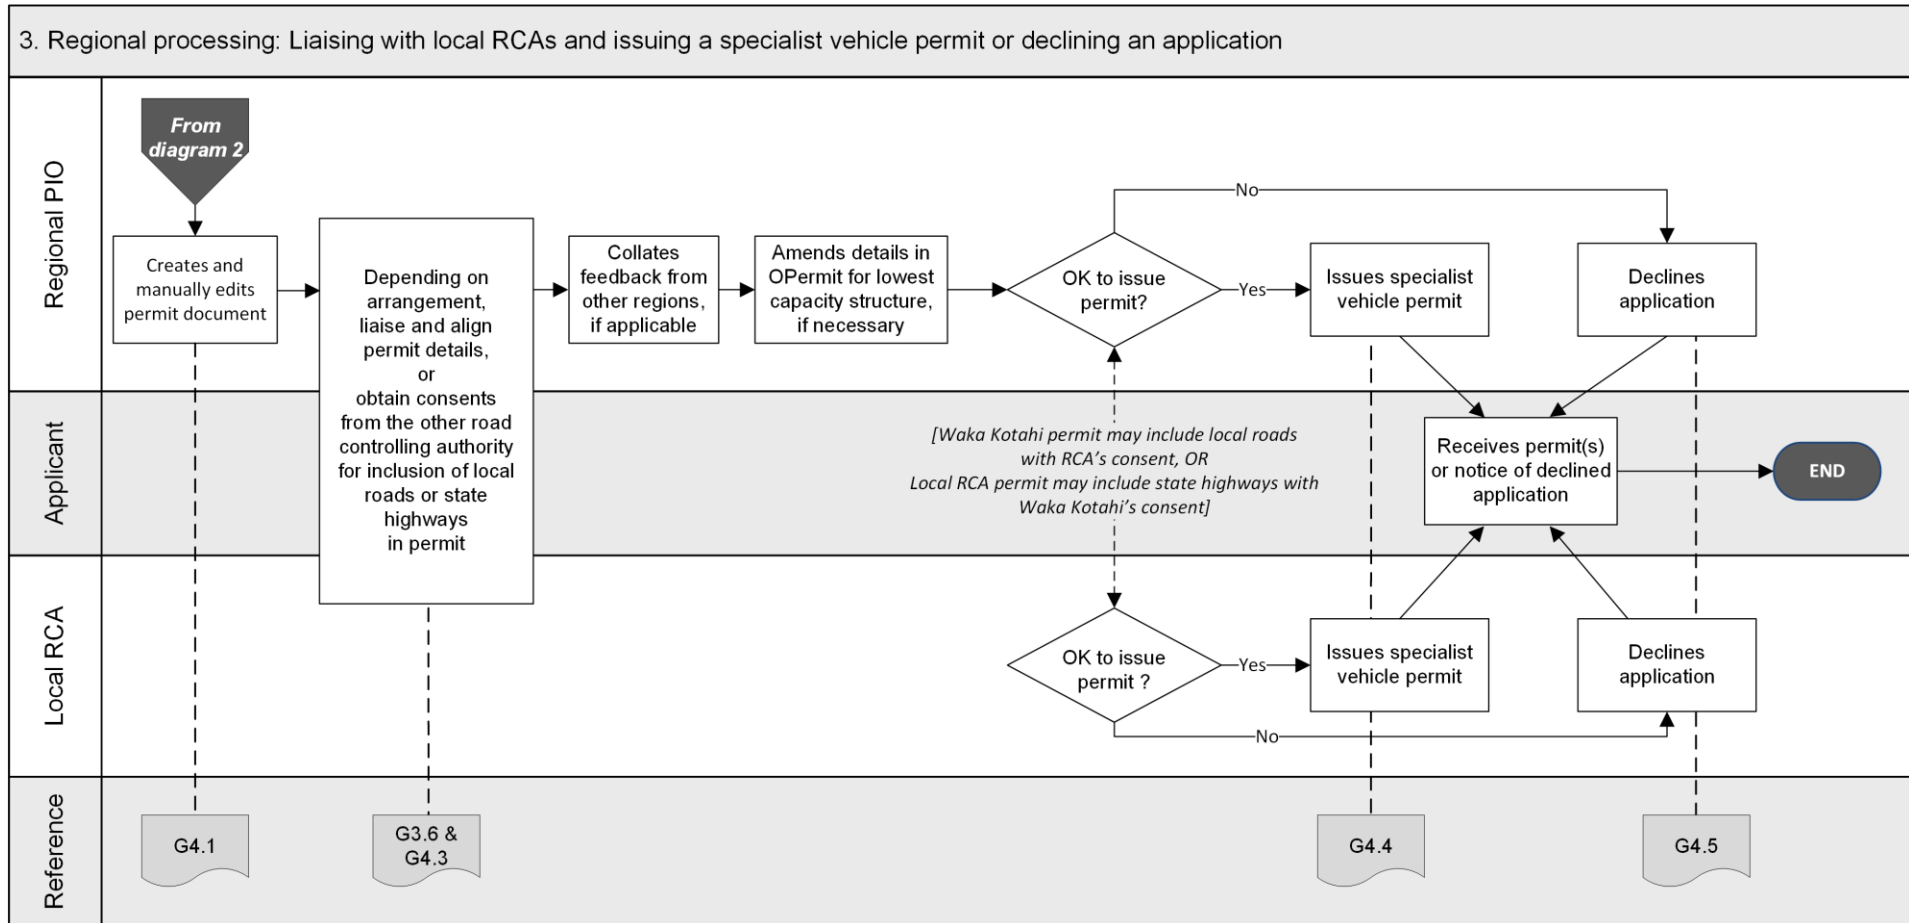 3. Regional processing: Liaising with local RCAs and issuing a specialist vehicle permit or declining an application
Regional PIO
From
diagram 2
Creates and
manually edits
permit document
Depending on
arrangement,
liaise and align
permit details,
or
obtain consents
from the other road
controlling authority
for inclusion of local
roads or state
highways
in permit
Collates
feedback from
other regions,
if applicable
Amends details in
OPermit for lowest
capacity structure,
if necessary
OK to issue
permit?
No
Yes
Issues specialist
vehicle permit
Declines
application
Applicant
[Waka Kotahi permit may include local roads
with RCA's consent, OR
Local RCA permit may include state highways with
Waka Kotahi's consent]
Receives permit(s)
or notice of declined
application
END
Local RCA
OK to issue
permit ?
Yes
No
Issues specialist
vehicle permit
Declines
application
Reference
G4.1
G3.6 &
G4.3
G4.4
G4.5